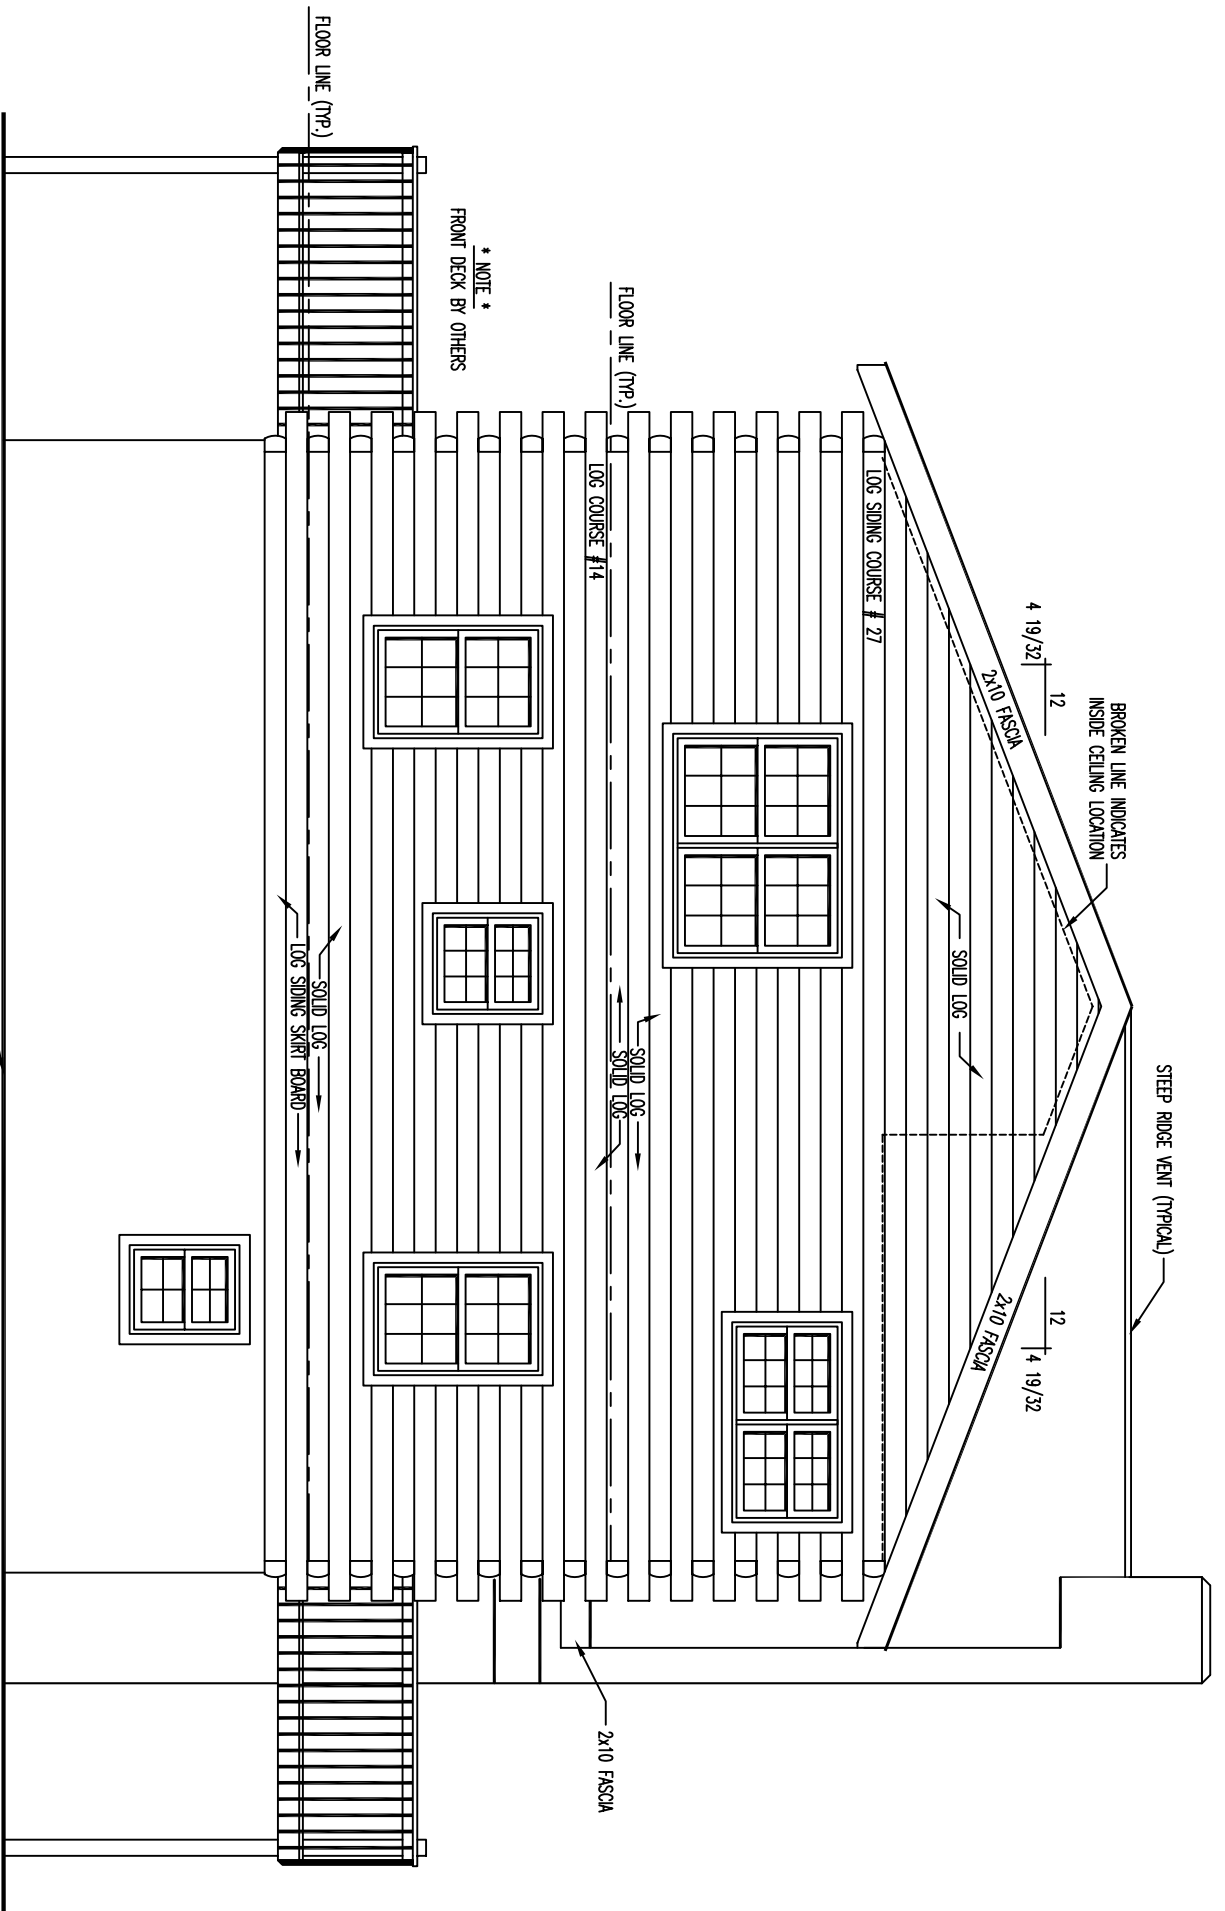 STEEP RIDGE VENT (TYPICAL)
BROKEN LINE INDICATES
INSIDE CEILING LOCATION
12
4 19/32
12
4 19/32
2x10 FASCIA
2x10 FASCIA
SOLID LOG
LOG SIDING COURSE # 27
FLOOR LINE (TYP.)
SOLID LOG
SOLID LOG
LOG COURSE #14
2x10 FASCIA
* NOTE *
FRONT DECK BY OTHERS
FLOOR LINE (TYP.)
SOLID LOG
LOG SIDING SKIRT BOARD